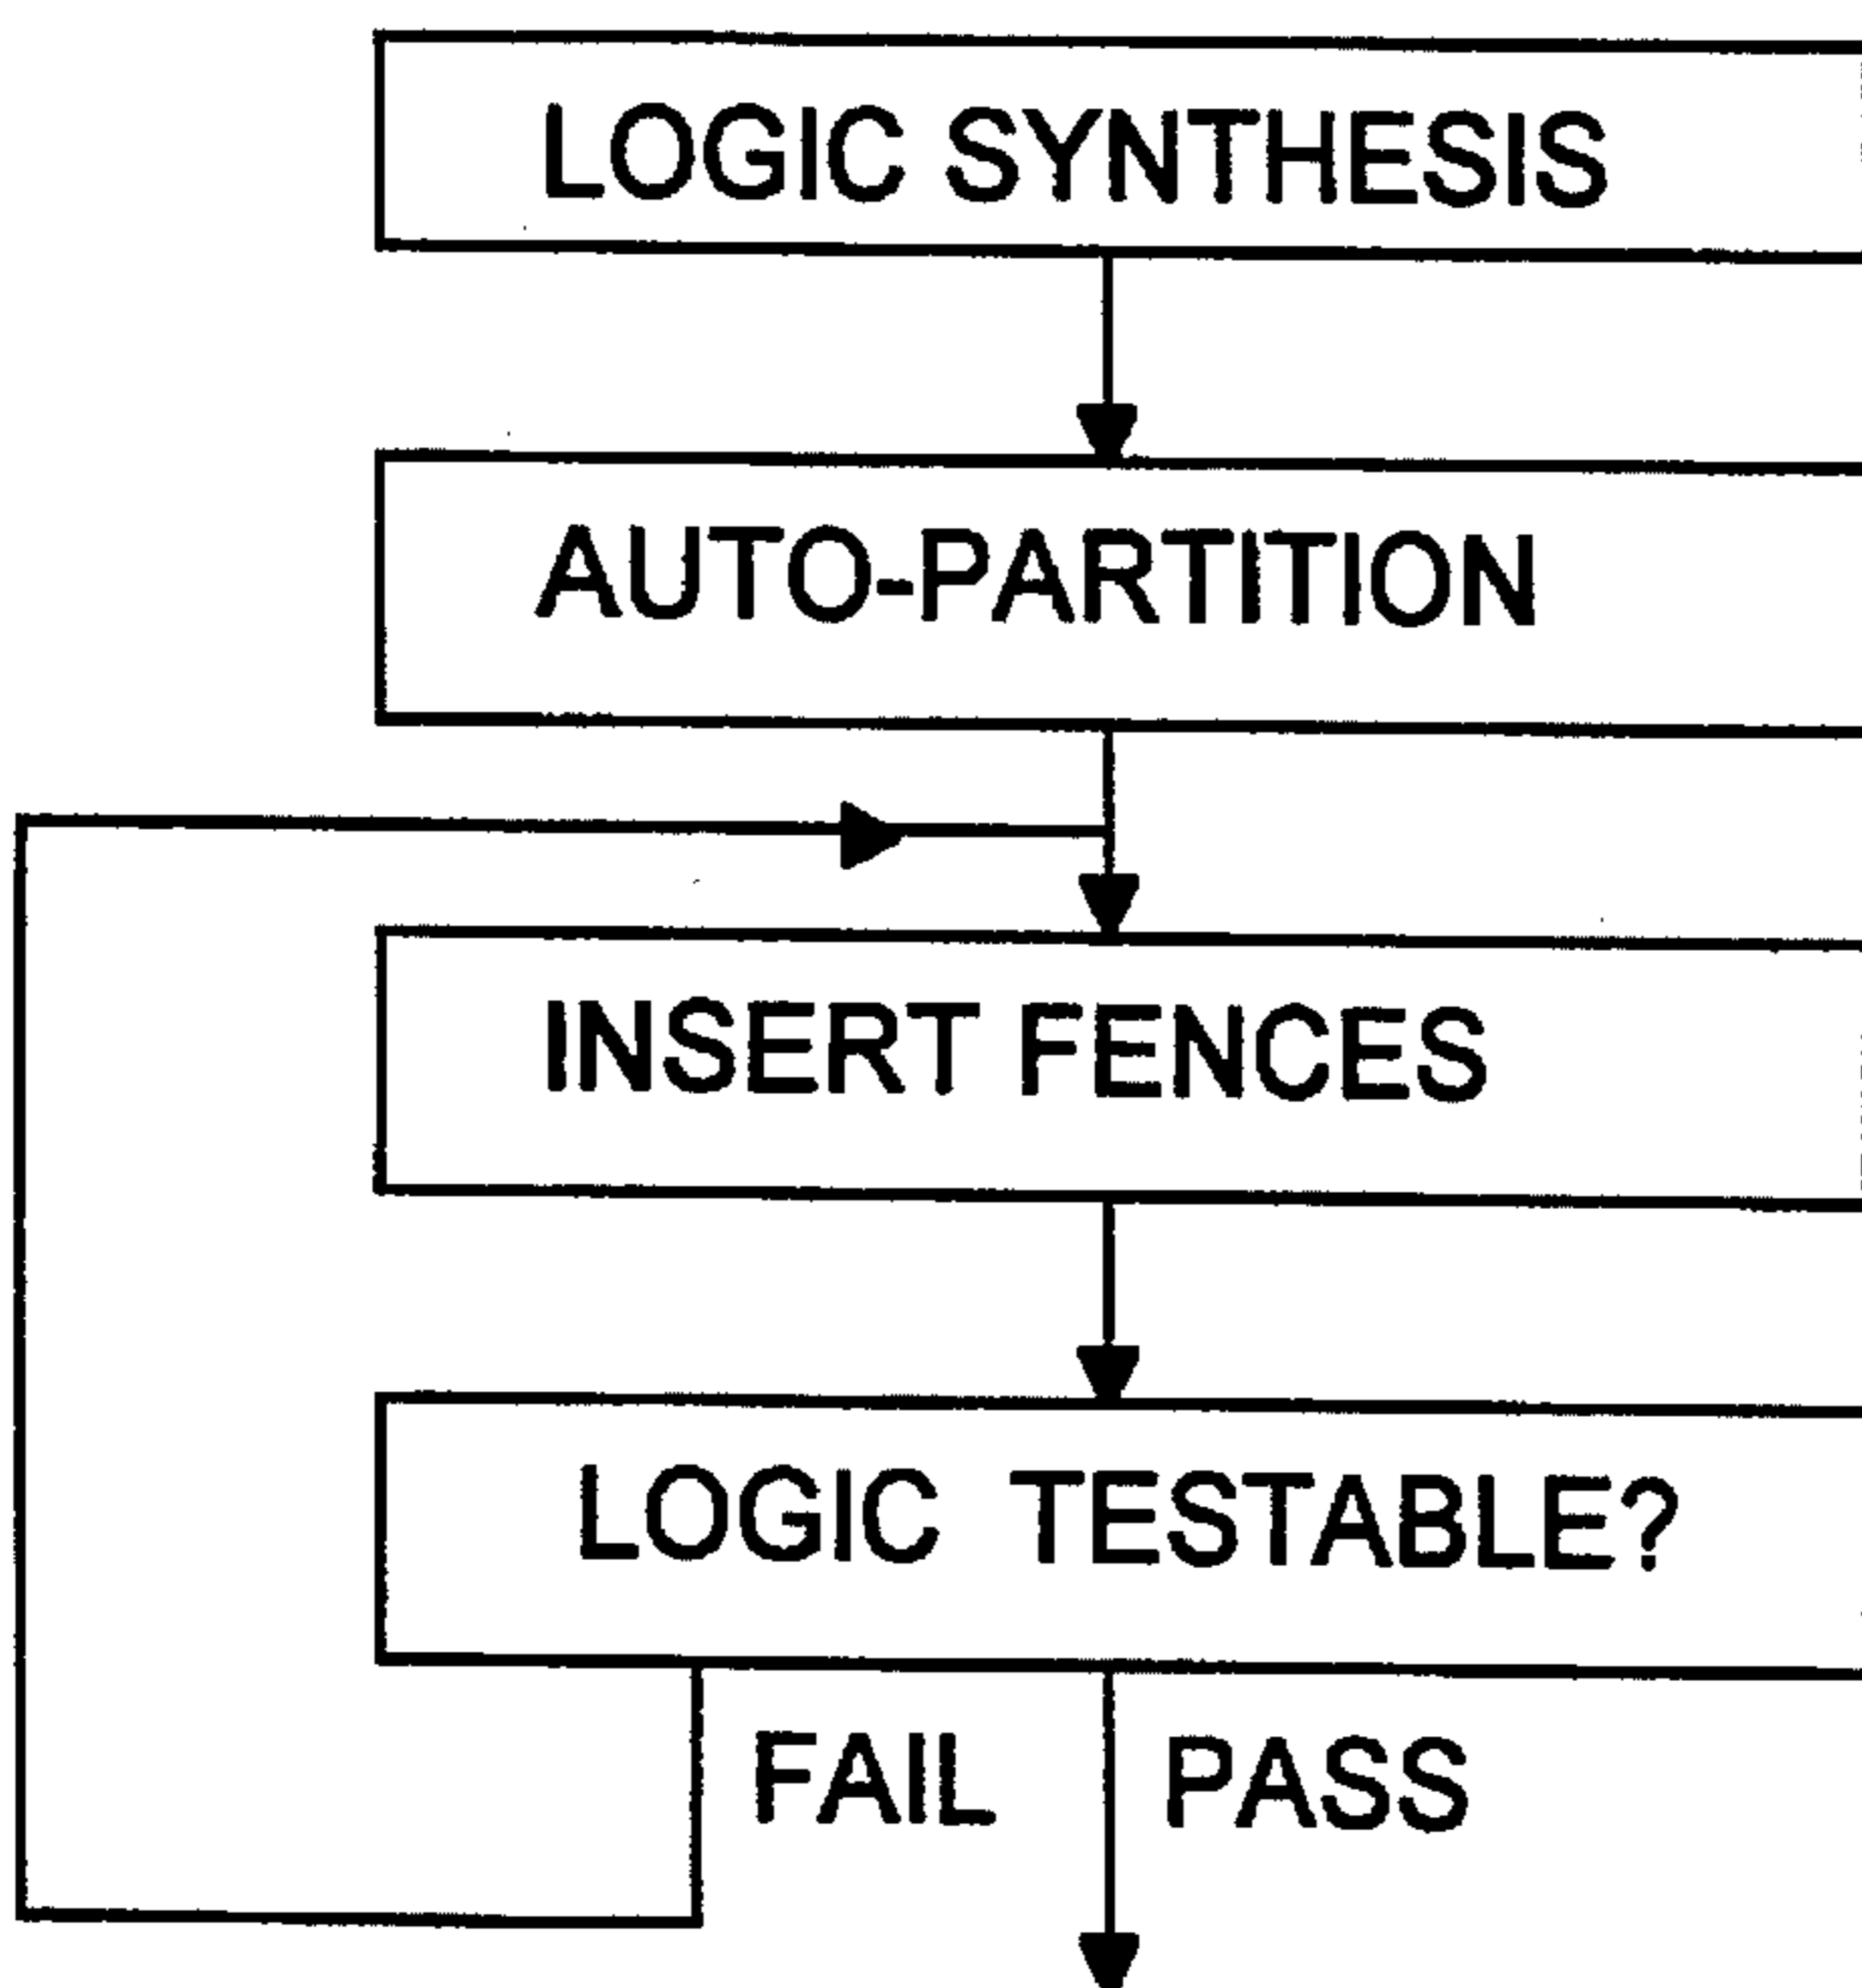 LOGIC SYNTHESIS
AUTO-PARTITION
INSERT FENCES
LOGIC TESTABLE?
FAIL PASS